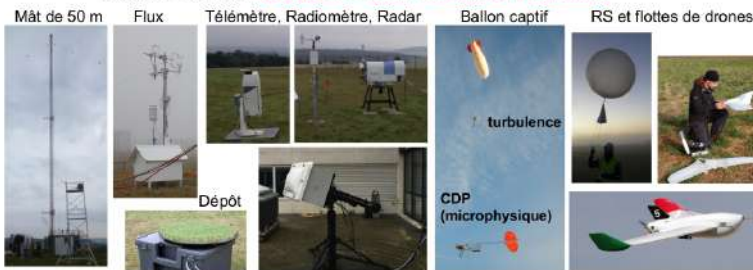 Mât de 50 m
Flux
Télémètre, Radiomètre, Radar
Ballon captif
RS et flottes de drones
turbulence
Dépôt
CDP
(microphysique)